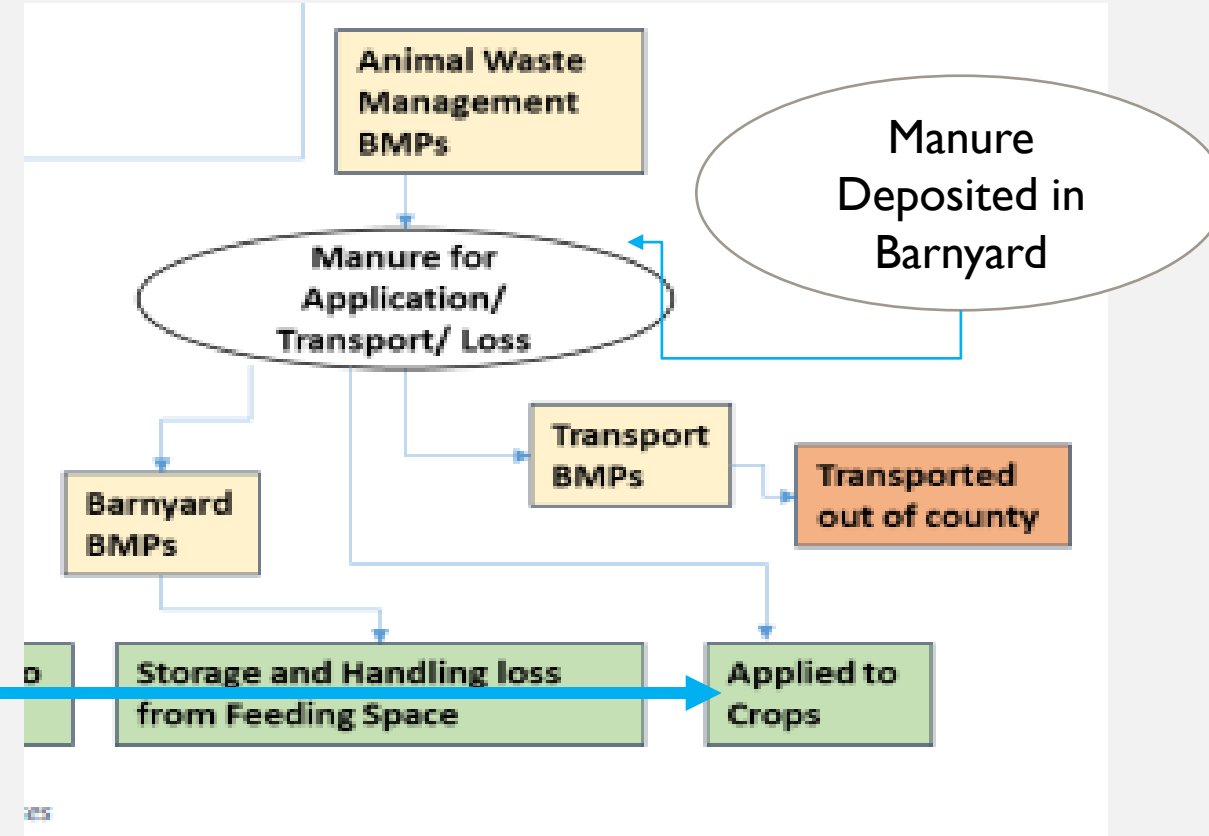 Animal Waste
Management
BMPs
Manure
Deposited in
Barnyard
Manure for
Application/
Transport/ Loss
Transport
BMPs
Transported
out of county
Barnyard
BMPs
o
Storage and Handling loss
from Feeding Space
Applied to
Crops
es